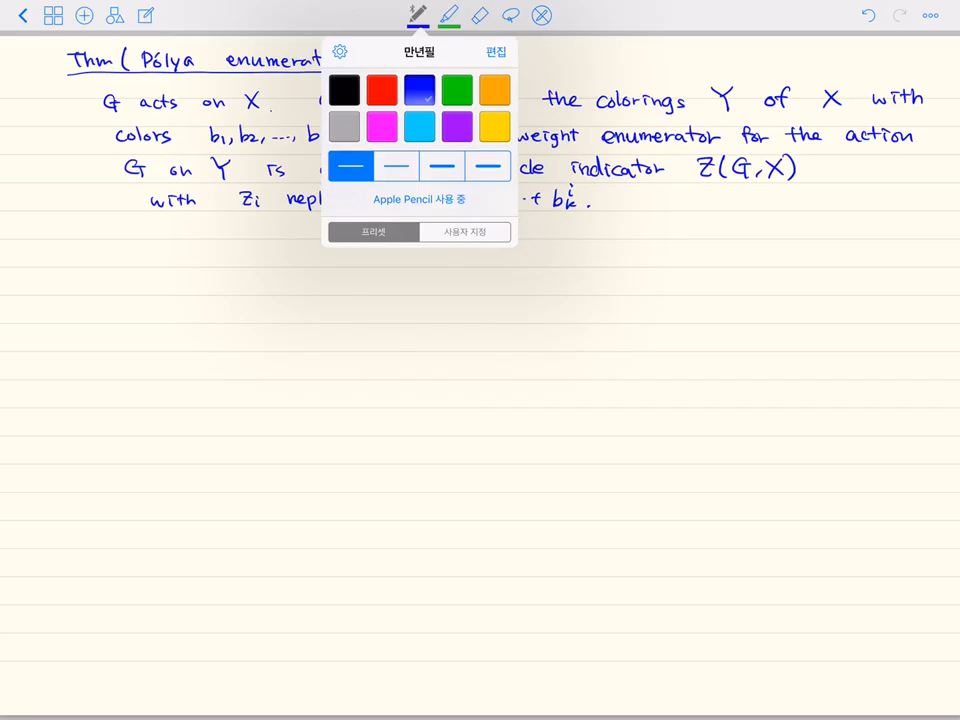 Thm ( Pólya enumerat
G acts on X. the colorings Y of X with
colors b1, b2, ..., b weight enumerator for the action
G on Y is cle indicator Z(G,X)
with zi repl ·+ b_k^i.
만년필
편집
Apple Pencil 사용 중
프리셋
사용자 지정